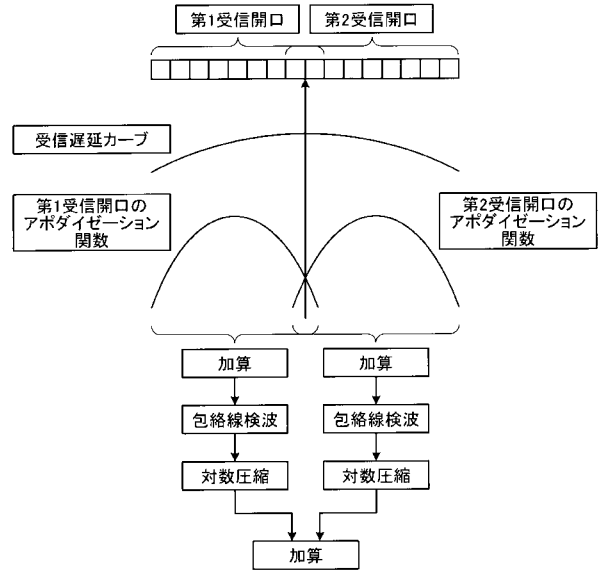 第1受信開口
第2受信開口
受信遅延カーブ
第1受信開口の
アポダイゼーション
関数
第2受信開口の
アポダイゼーション
関数
加算
加算
包絡線検波
包絡線検波
対数圧縮
対数圧縮
加算